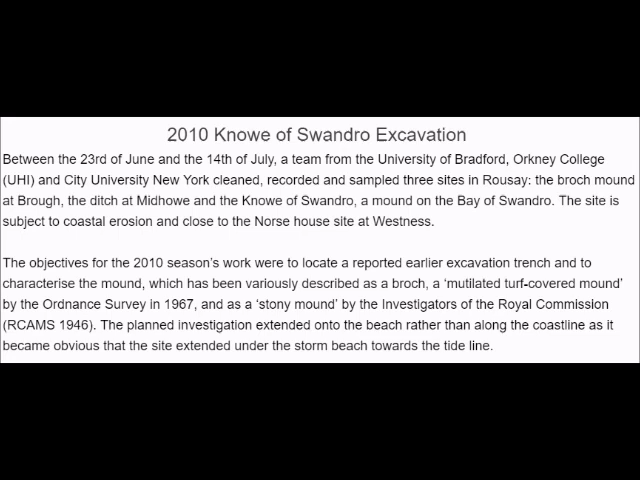 2010 Knowe of Swandro Excavation
Between the 23rd of June and the 14th of July, a team from the University of Bradford, Orkney College
(UHI) and City University New York cleaned, recorded and sampled three sites in Rousay: the broch mound
at Brough, the ditch at Midhowe and the Knowe of Swandro, a mound on the Bay of Swandro. The site is
subject to coastal erosion and close to the Norse house site at Westness.
The objectives for the 2010 season’s work were to locate a reported earlier excavation trench and to
characterise the mound, which has been variously described as a broch, a ‘mutilated turf-covered mound’
by the Ordnance Survey in 1967, and as a ‘stony mound’ by the Investigators of the Royal Commission
(RCAMS 1946). The planned investigation extended onto the beach rather than along the coastline as it
became obvious that the site extended under the storm beach towards the tide line.